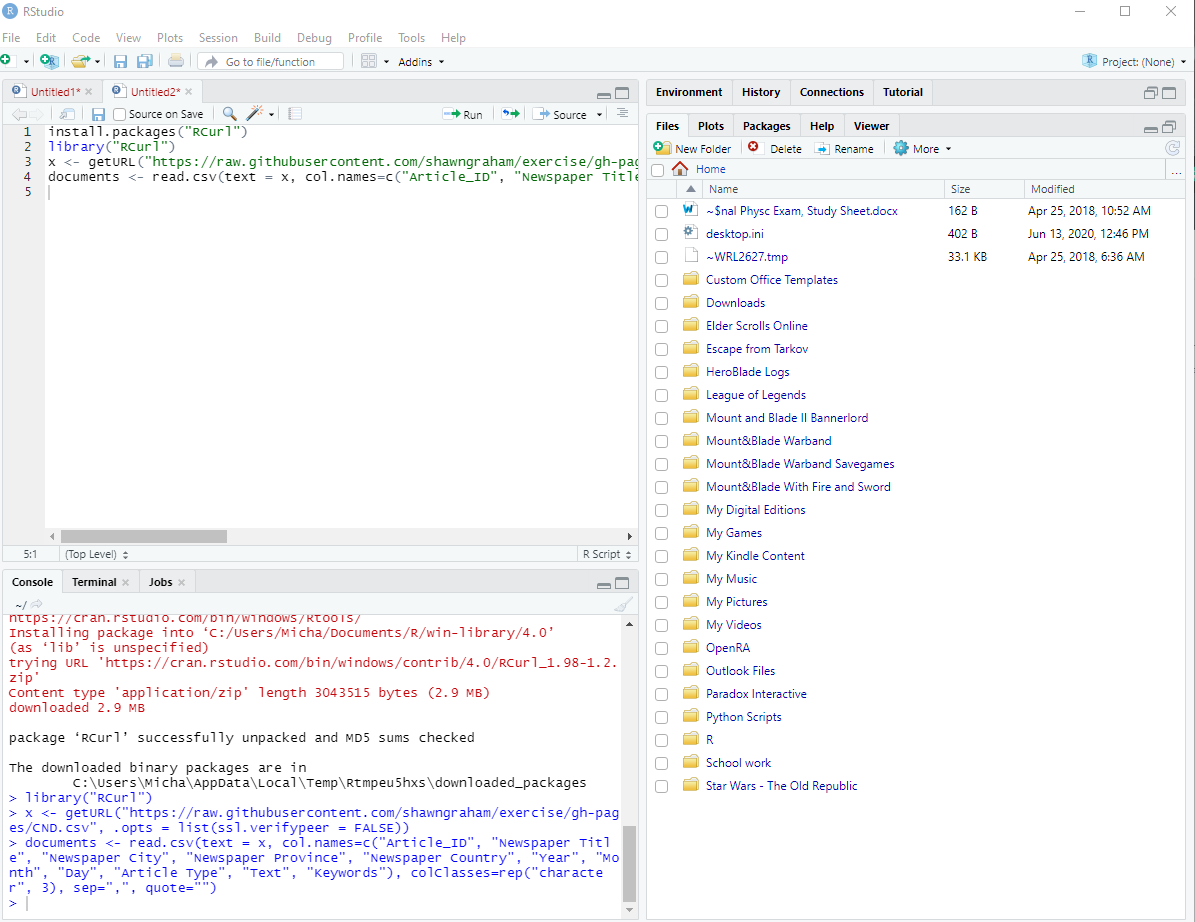 RStudio
File Edit Code View Plots Session Build Debug Profile Tools Help
Go to file/function Addins Project: (None)
Untitled1* Untitled2*
Source on Save Run Source
1 install.packages("RCurl")
2 library("RCurl")
3 x <- getURL("https://raw.githubusercontent.com/shawngraham/exercise/gh-pag
4 documents <- read.csv(text = x, col.names=c("Article_ID", "Newspaper Title
5
5:1 (Top Level) R Script
Console Terminal Jobs
~/
https://cran.rstudio.com/bin/windows/Rtools/
Installing package into ‘C:/Users/Micha/Documents/R/win-library/4.0’
(as ‘lib’ is unspecified)
trying URL 'https://cran.rstudio.com/bin/windows/contrib/4.0/RCurl_1.98-1.2.
zip'
Content type 'application/zip' length 3043515 bytes (2.9 MB)
downloaded 2.9 MB
package ‘RCurl’ successfully unpacked and MD5 sums checked
The downloaded binary packages are in
C:\Users\Micha\AppData\Local\Temp\Rtmpeu5hxs\downloaded_packages
> library("RCurl")
> x <- getURL("https://raw.githubusercontent.com/shawngraham/exercise/gh-pag
es/CND.csv", .opts = list(ssl.verifypeer = FALSE))
> documents <- read.csv(text = x, col.names=c("Article_ID", "Newspaper Titl
e", "Newspaper City", "Newspaper Province", "Newspaper Country", "Year", "Mo
nth", "Day", "Article Type", "Text", "Keywords"), colClasses=rep("characte
r", 3), sep=",", quote="")
>
Environment History Connections Tutorial
Files Plots Packages Help Viewer
New Folder Delete Rename More
Home ...
Name Size Modified
~$nal Physc Exam, Study Sheet.docx 162 B Apr 25, 2018, 10:52 AM
desktop.ini 402 B Jun 13, 2020, 12:46 PM
~WRL2627.tmp 33.1 KB Apr 25, 2018, 6:36 AM
Custom Office Templates
Downloads
Elder Scrolls Online
Escape from Tarkov
HeroBlade Logs
League of Legends
Mount and Blade II Bannerlord
Mount&Blade Warband
Mount&Blade Warband Savegames
Mount&Blade With Fire and Sword
My Digital Editions
My Games
My Kindle Content
My Music
My Pictures
My Videos
OpenRA
Outlook Files
Paradox Interactive
Python Scripts
R
School work
Star Wars - The Old Republic